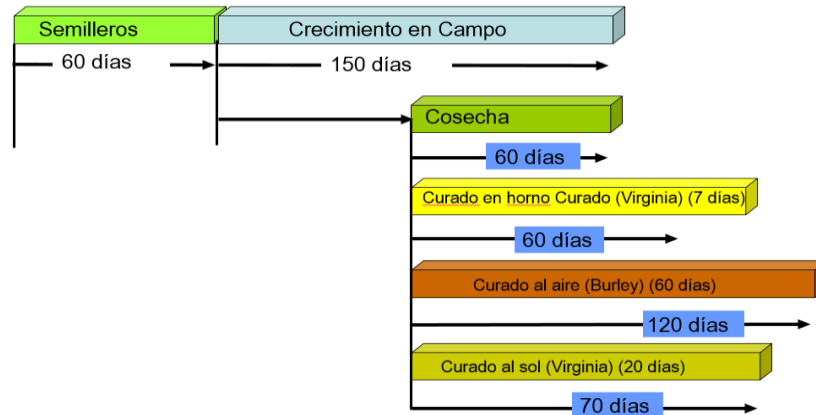 Semilleros
Crecimiento en Campo
60 días
150 días
Cosecha
60 días
Curado en horno Curado (Virginia) (7 días)
60 días
Curado al aire (Burley) (60 días)
120 días
Curado al sol (Virginia) (20 días)
70 días